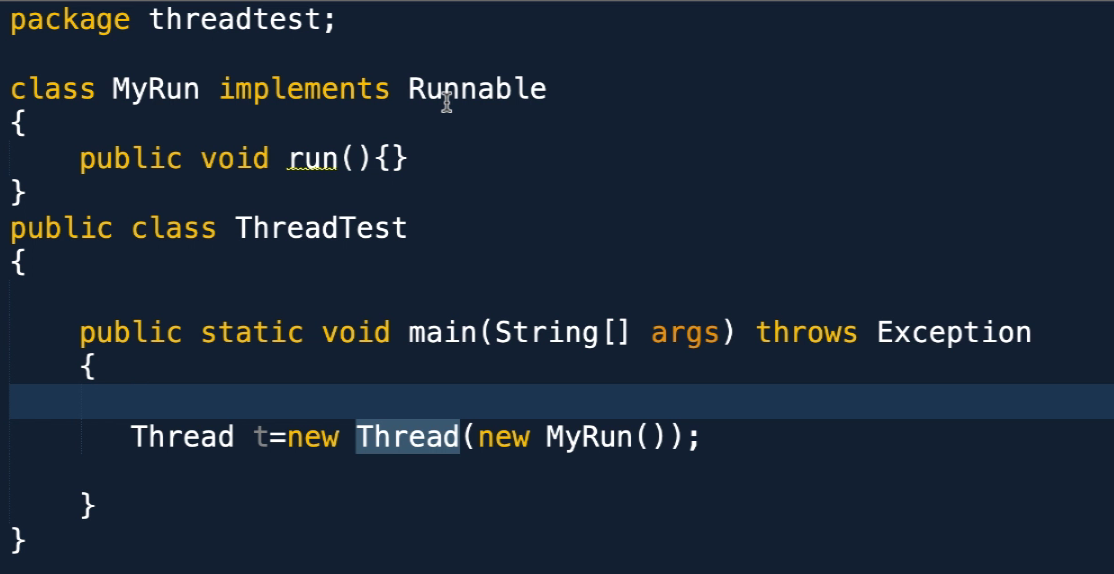 package threadtest;
class MyRun implements Runnable
{
public void run(){}
}
public class ThreadTest
{
public static void main(String[] args) throws Exception
{
Thread t=new Thread(new MyRun());
}
}